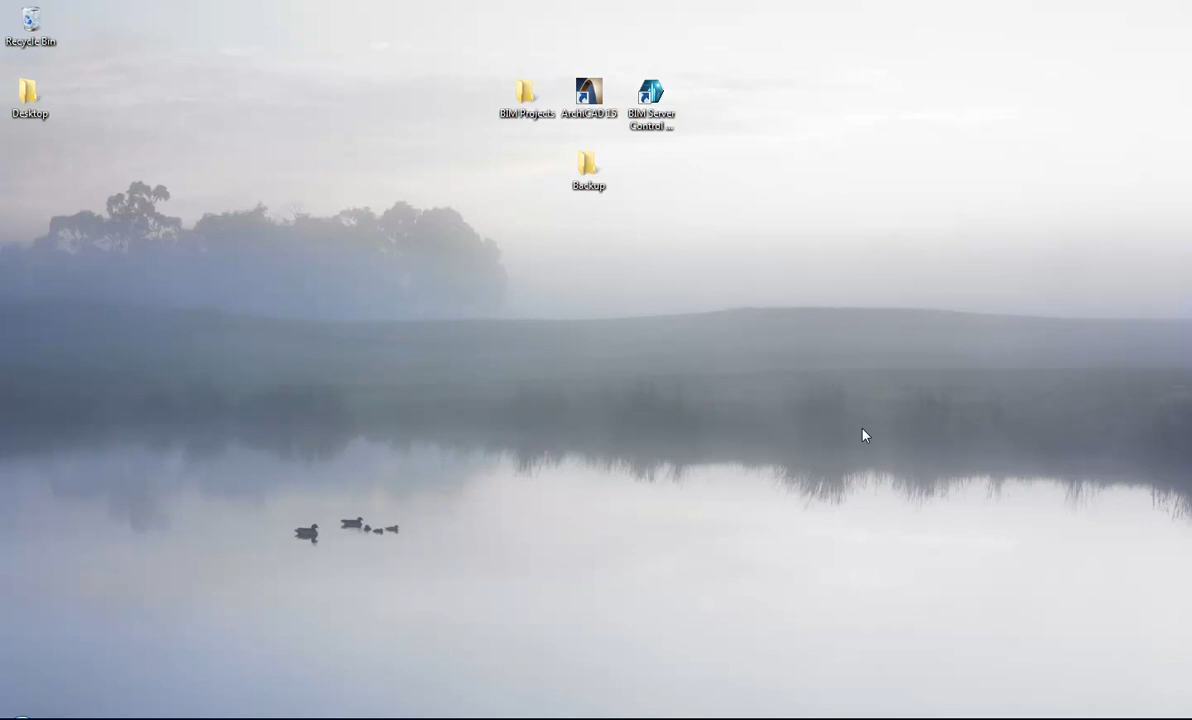 Recycle Bin
Desktop
BIM Projects
ArchiCAD 15
BIM Server
Control ...
Backup